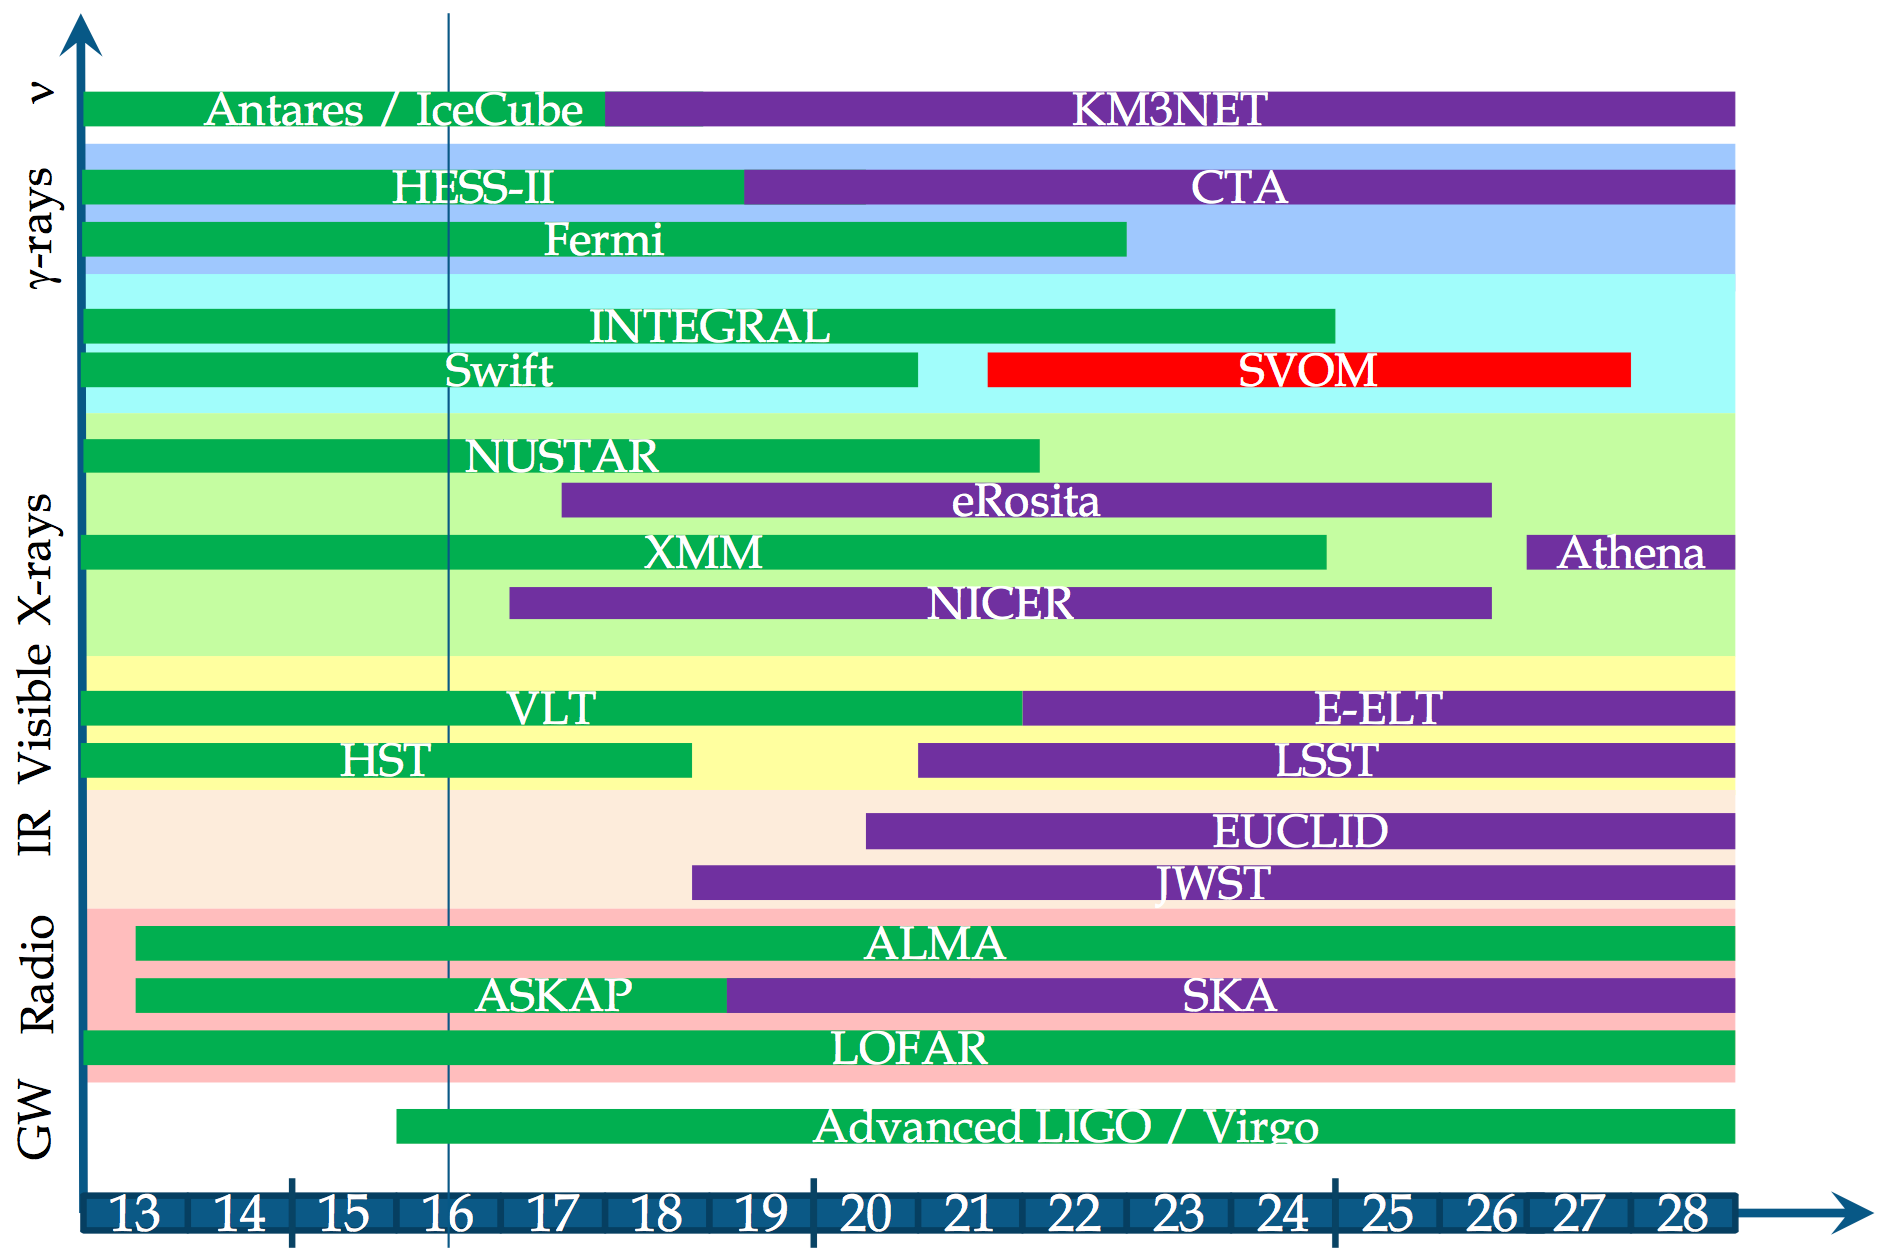 ν
Antares / IceCube KM3NET
γ-rays
HESS-II CTA
Fermi
INTEGRAL
Swift SVOM
X-rays
NUSTAR
eRosita
XMM Athena
NICER
Visible
VLT E-ELT
HST LSST
IR
EUCLID
JWST
Radio
ALMA
ASKAP SKA
LOFAR
GW
Advanced LIGO / Virgo
13 14 15 16 17 18 19 20 21 22 23 24 25 26 27 28